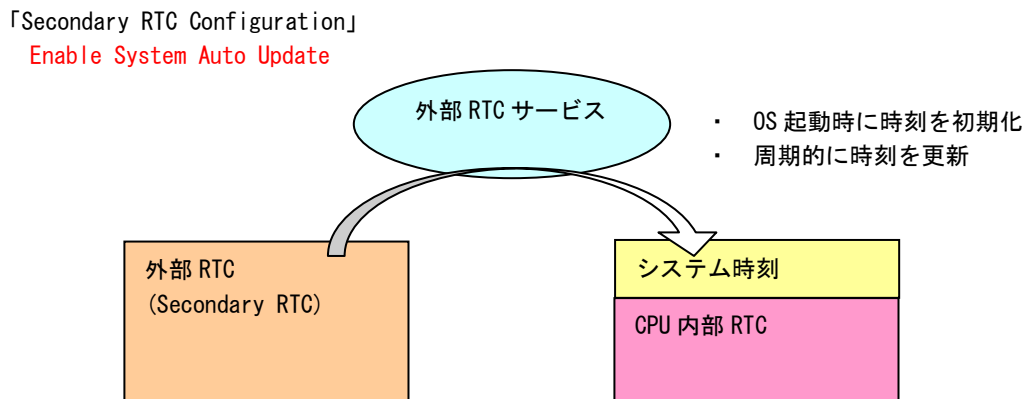 「Secondary RTC Configuration」
Enable System Auto Update
外部 RTC サービス
・ OS 起動時に時刻を初期化
・ 周期的に時刻を更新
外部 RTC
(Secondary RTC)
システム時刻
CPU 内部 RTC